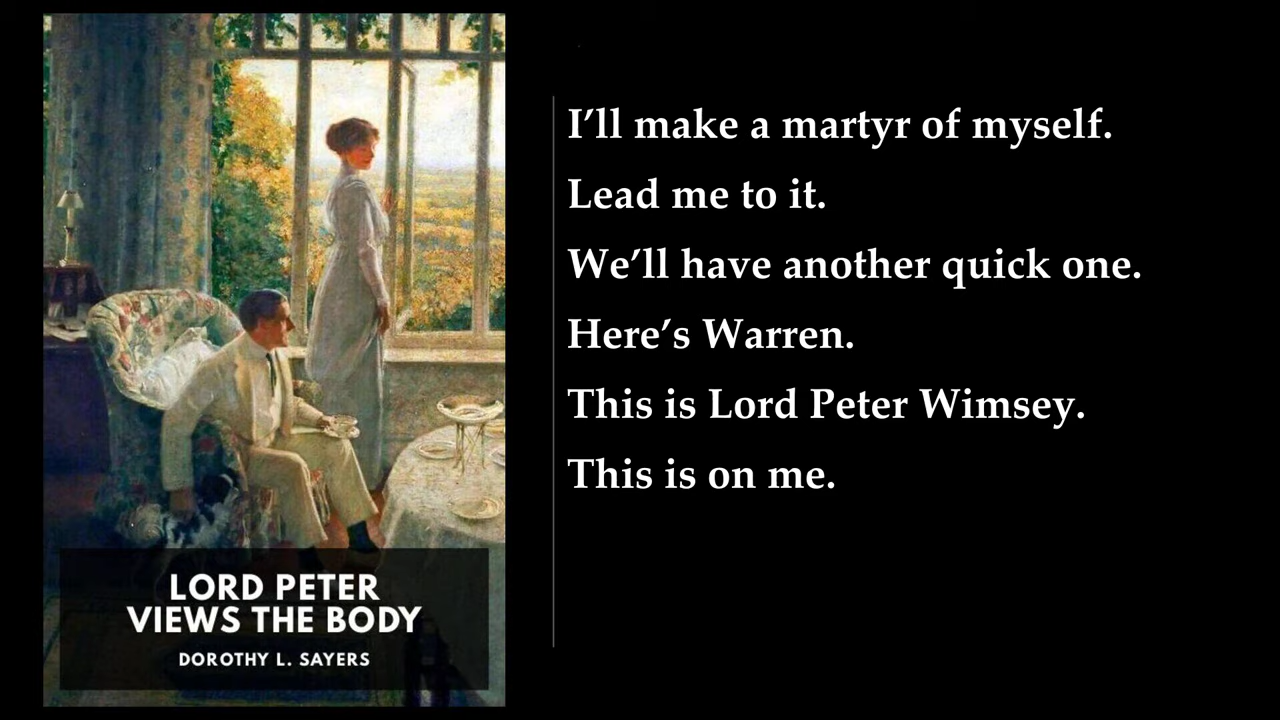 I’ll make a martyr of myself.
Lead me to it.
We’ll have another quick one.
Here’s Warren.
This is Lord Peter Wimsey.
This is on me.
LORD PETER
VIEWS THE BODY
DOROTHY L. SAYERS